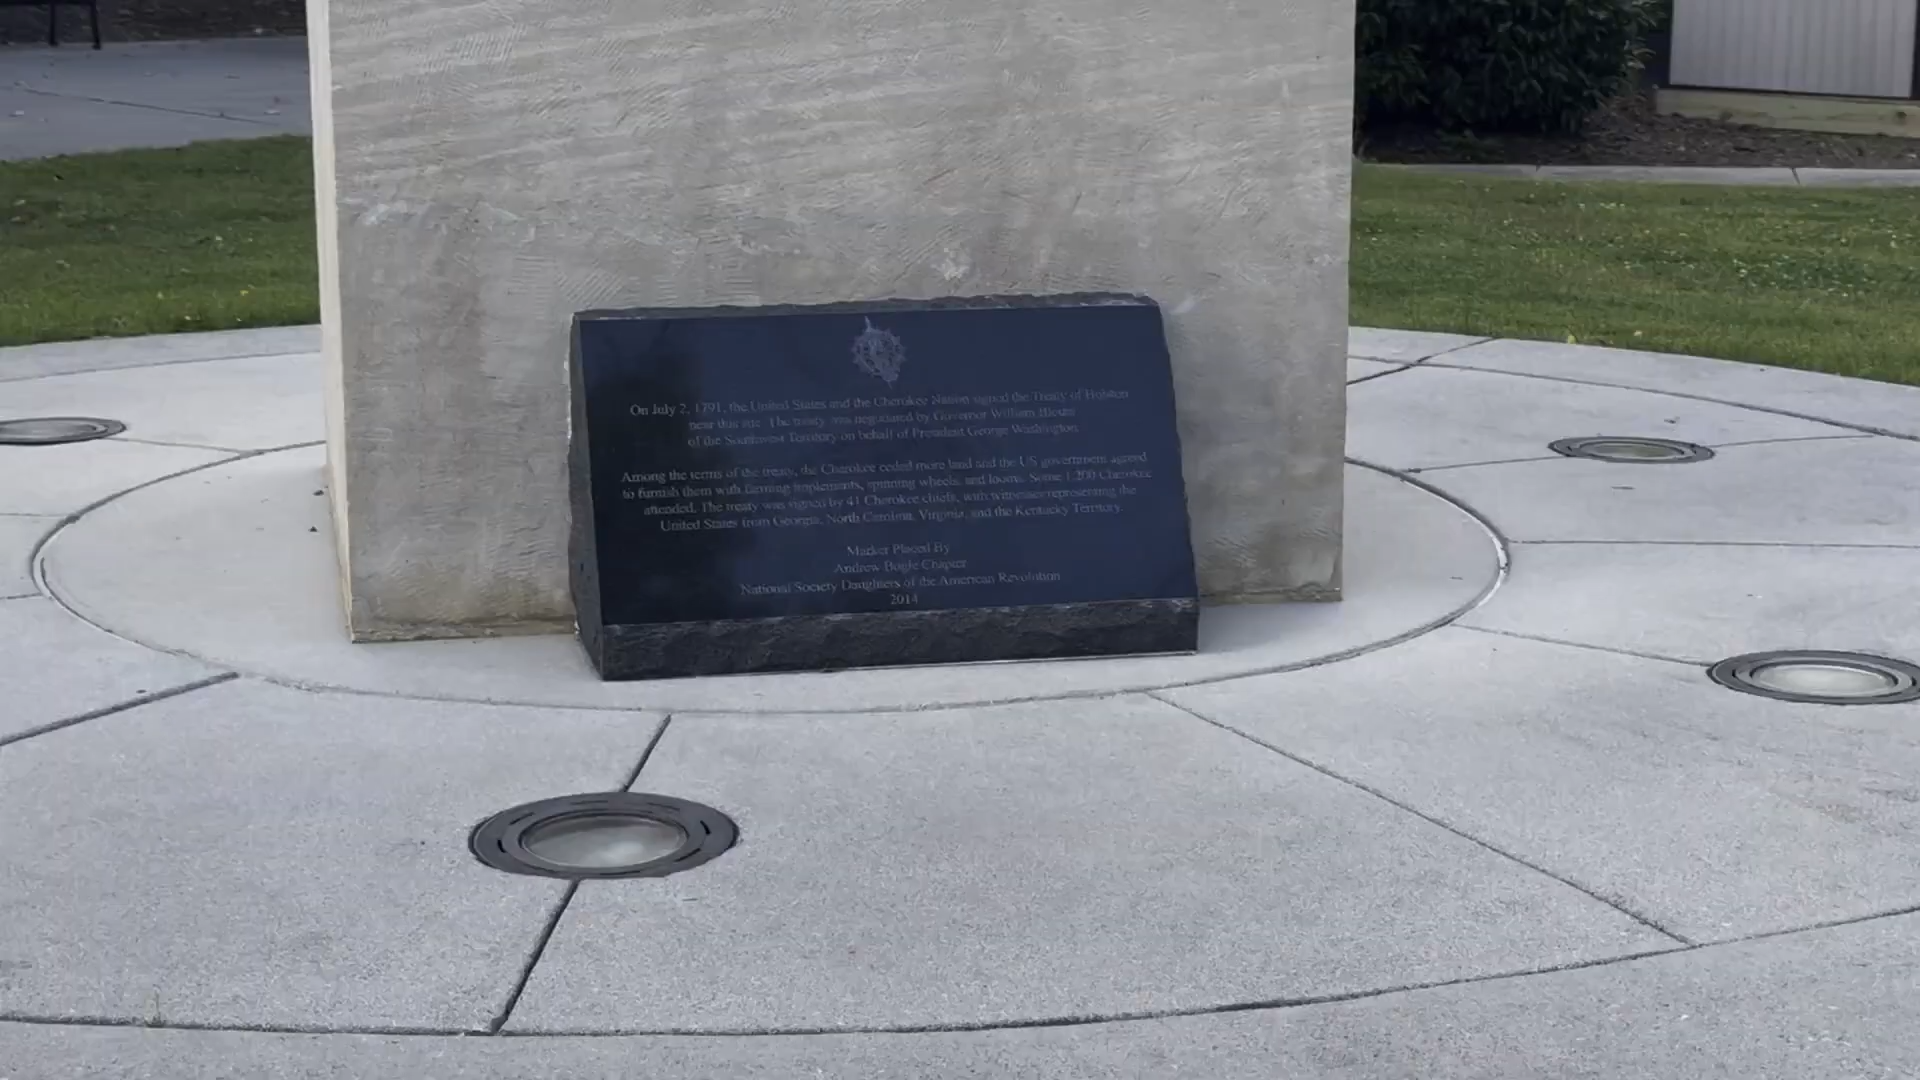 On July 2, 1791, the United States and the Cherokee Nation signed the Treaty of Holston
near this site. The treaty was negotiated by Governor William Blount
of the Southwest Territory on behalf of President George Washington.
Among the terms of the treaty, the Cherokee ceded more land and the US government agreed
to furnish them with farming implements, spinning wheels, and looms. Some 1,200 Cherokee
attended. The treaty was signed by 41 Cherokee chiefs, with witnesses representing the
United States from Georgia, North Carolina, Virginia, and the Kentucky Territory.
Marker Placed By
Andrew Bogle Chapter
National Society Daughters of the American Revolution
2014